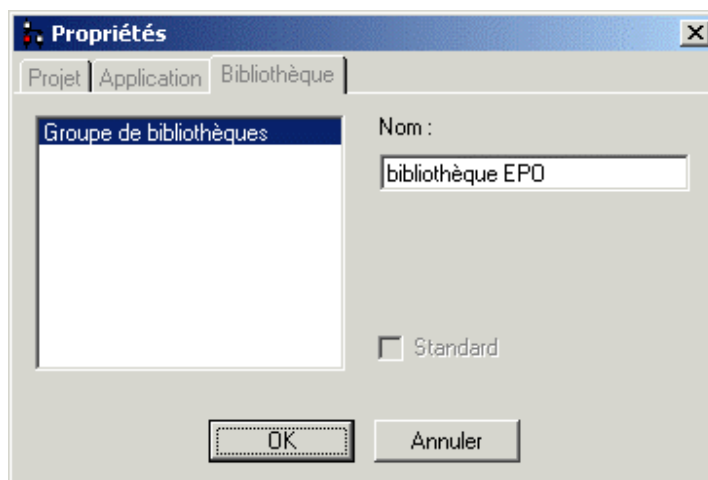 Propriétés
Projet
Application
Bibliothèque
Groupe de bibliothèques
Nom :
bibliothèque EPO
Standard
OK
Annuler